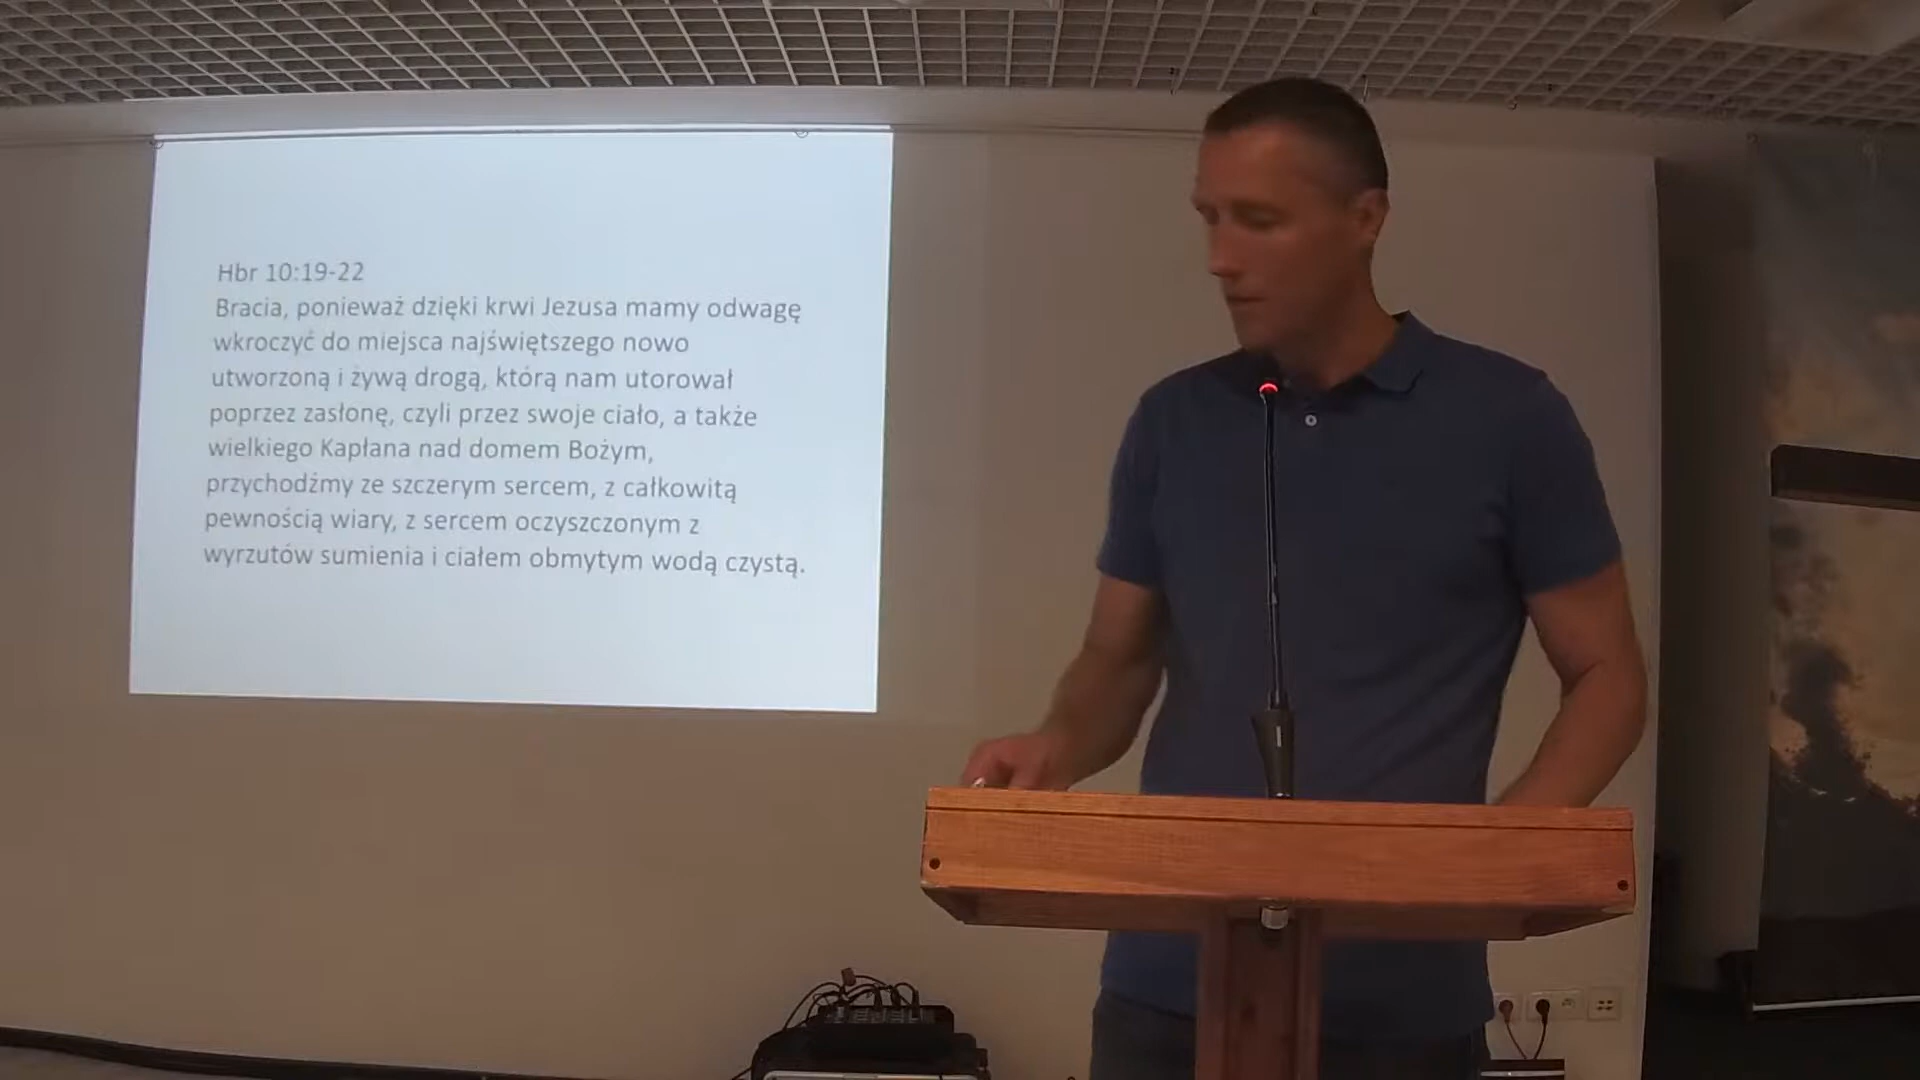 Hbr 10:19-22
Bracia, ponieważ dzięki krwi Jezusa mamy odwagę
wkroczyć do miejsca najświętszego nowo
utworzoną i żywą drogą, którą nam utorował
poprzez zasłonę, czyli przez swoje ciało, a także
wielkiego Kapłana nad domem Bożym,
przychodźmy ze szczerym sercem, z całkowitą
pewnością wiary, z sercem oczyszczonym z
wyrzutów sumienia i ciałem obmytym wodą czystą.